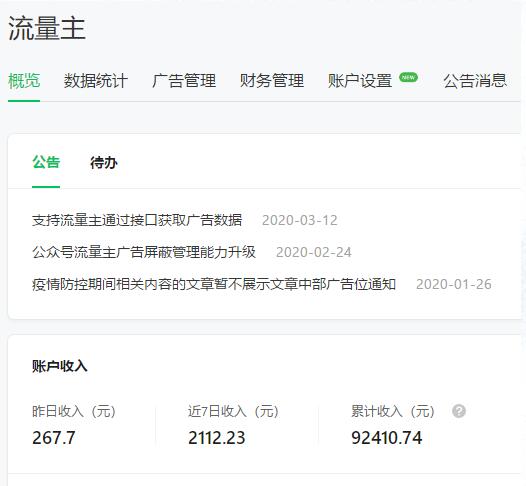 流量主
概览 数据统计 广告管理 财务管理 账户设置 NEW 公告消息
公告 待办
支持流量主通过接口获取广告数据 2020-03-12
公众号流量主广告屏蔽管理能力升级 2020-02-24
疫情防控期间相关内容的文章暂不展示文章中部广告位通知 2020-01-26
账户收入
昨日收入（元） 近7日收入（元） 累计收入（元） ?
267.7 2112.23 92410.74